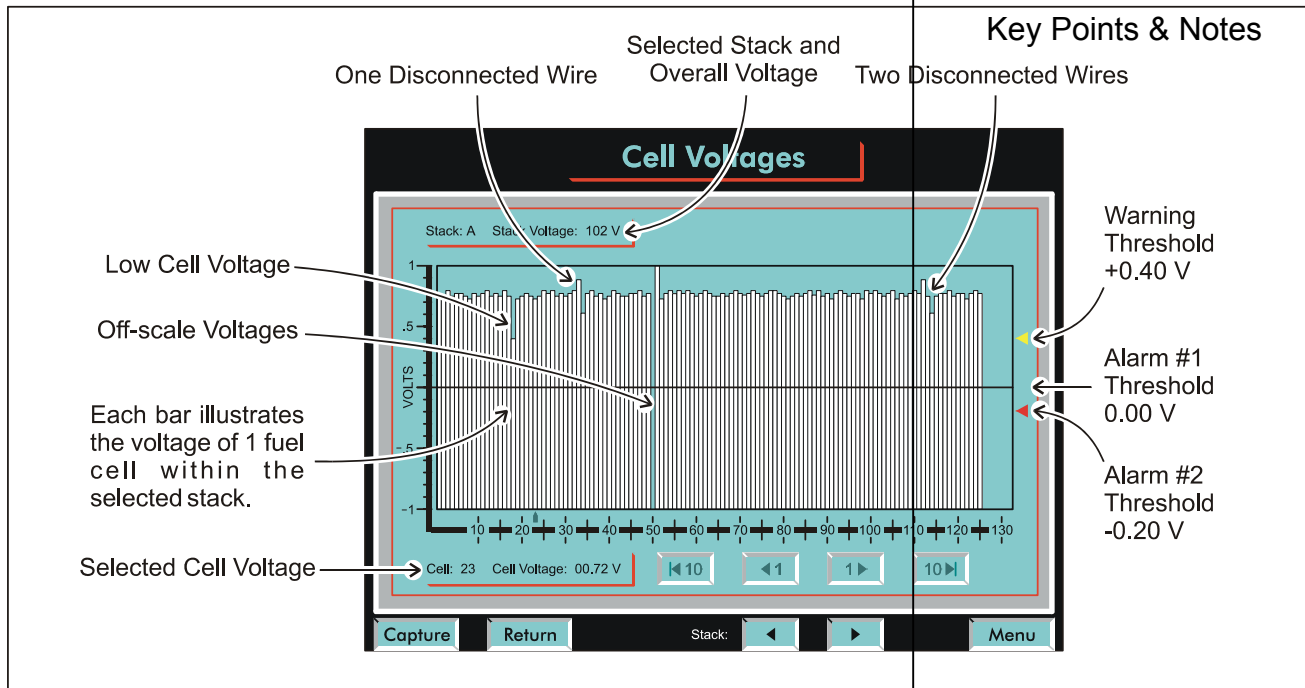 Key Points & Notes
Selected Stack and
Overall Voltage
One Disconnected Wire
Two Disconnected Wires
Cell Voltages
Stack: A Stack Voltage: 102 V
Low Cell Voltage
Off-scale Voltages
Each bar illustrates
the voltage of 1 fuel
cell within the
selected stack.
Selected Cell Voltage
Warning
Threshold
+0.40 V
Alarm #1
Threshold
0.00 V
Alarm #2
Threshold
-0.20 V
1
.5
VOLTS
-.5
-1
10 20 30 40 50 60 70 80 90 100 110 120 130
Cell: 23 Cell Voltage: 00.72 V
10 1 1 10
Capture Return Stack: Menu